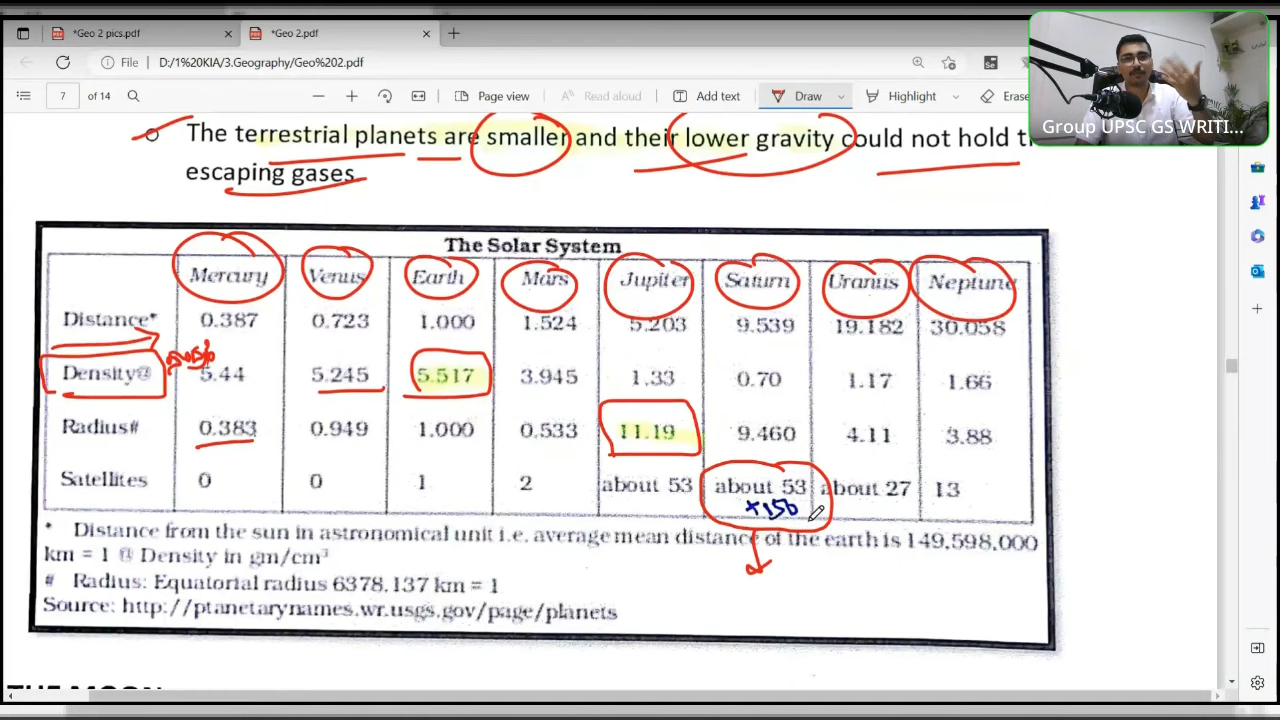 *Geo 2 pics.pdf
*Geo 2.pdf
File D:/1%20KIA/3.Geography/Geo%202.pdf
7 of 14 Page view Read aloud Add text Draw Highlight Erase
Group UPSC GS WRITI...
The terrestrial planets are smaller and their lower gravity could not hold
escaping gases.
The Solar System
Mercury Venus Earth Mars Jupiter Saturn Uranus Neptune
Distance* 0.387 0.723 1.000 1.524 5.203 9.539 19.182 30.058
Density@ 5.44 5.245 5.517 3.945 1.33 0.70 1.17 1.66
Radius# 0.383 0.949 1.000 0.533 11.19 9.460 4.11 3.88
Satellites 0 0 1 2 about 53 about 53 about 27 13
+150
* Distance from the sun in astronomical unit i.e. average mean distance of the earth is 149,598,000
km = 1 @ Density in gm/cm³
# Radius: Equatorial radius 6378.137 km = 1
Source: http://ptanetarynames.wr.usgs.gov/page/planets
THE MOON